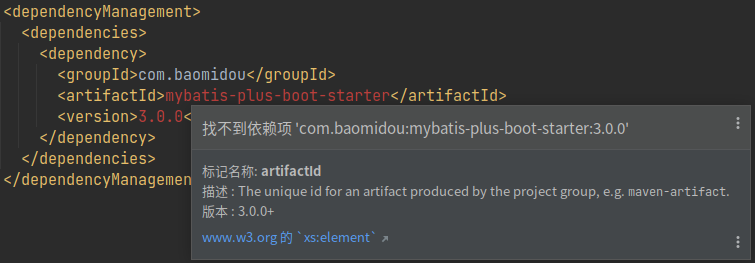 <dependencyManagement>
<dependencies>
<dependency>
<groupId>com.baomidou</groupId>
<artifactId>mybatis-plus-boot-starter</artifactId>
<version>3.0.0<
</dependency>
</dependencies>
</dependencyManagement
找不到依赖项 'com.baomidou:mybatis-plus-boot-starter:3.0.0'
标记名称: artifactId
描述 : The unique id for an artifact produced by the project group, e.g. maven-artifact.
版本 : 3.0.0+
www.w3.org 的 `xs:element` ↗